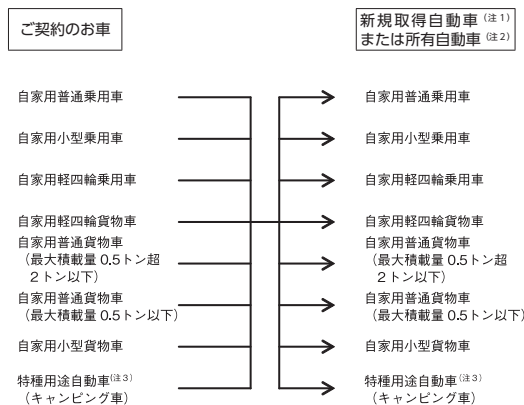 ご契約のお車
新規取得自動車（注1）
または所有自動車（注2）
自家用普通乗用車
自家用小型乗用車
自家用軽四輪乗用車
自家用軽四輪貨物車
自家用普通貨物車
（最大積載量 0.5トン超
2トン以下）
自家用普通貨物車
（最大積載量 0.5トン以下）
自家用小型貨物車
特種用途自動車（注3）
（キャンピング車）
自家用普通乗用車
自家用小型乗用車
自家用軽四輪乗用車
自家用軽四輪貨物車
自家用普通貨物車
（最大積載量 0.5トン超
2トン以下）
自家用普通貨物車
（最大積載量 0.5トン以下）
自家用小型貨物車
特種用途自動車（注3）
（キャンピング車）